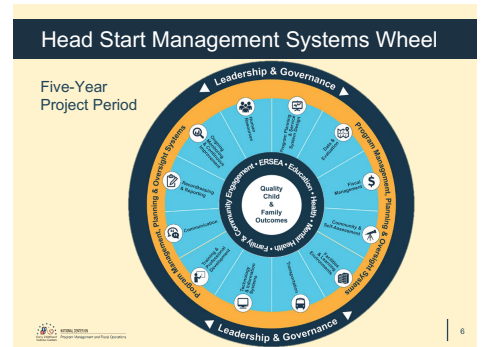 Head Start Management Systems Wheel
Five-Year
Project Period
Leadership & Governance
Program Management, Planning & Oversight Systems
Program Planning
& Service
System Design
Data &
Evaluation
Fiscal
Management
$
Community &
Self-Assessment
Facilities
& Learning
Environments
Transportation
Technology
& Information
Systems
Training &
Professional
Development
Communication
Recordkeeping
& Reporting
Ongoing
Monitoring
& Continuous
Improvement
Human
Resources
Program Management, Planning & Oversight Systems
ERSEA • Education • Health • Mental Health • Family & Community Engagement •
Quality
Child
&
Family
Outcomes
Leadership & Governance
NATIONAL CENTER ON
Program Management and Fiscal Operations
6